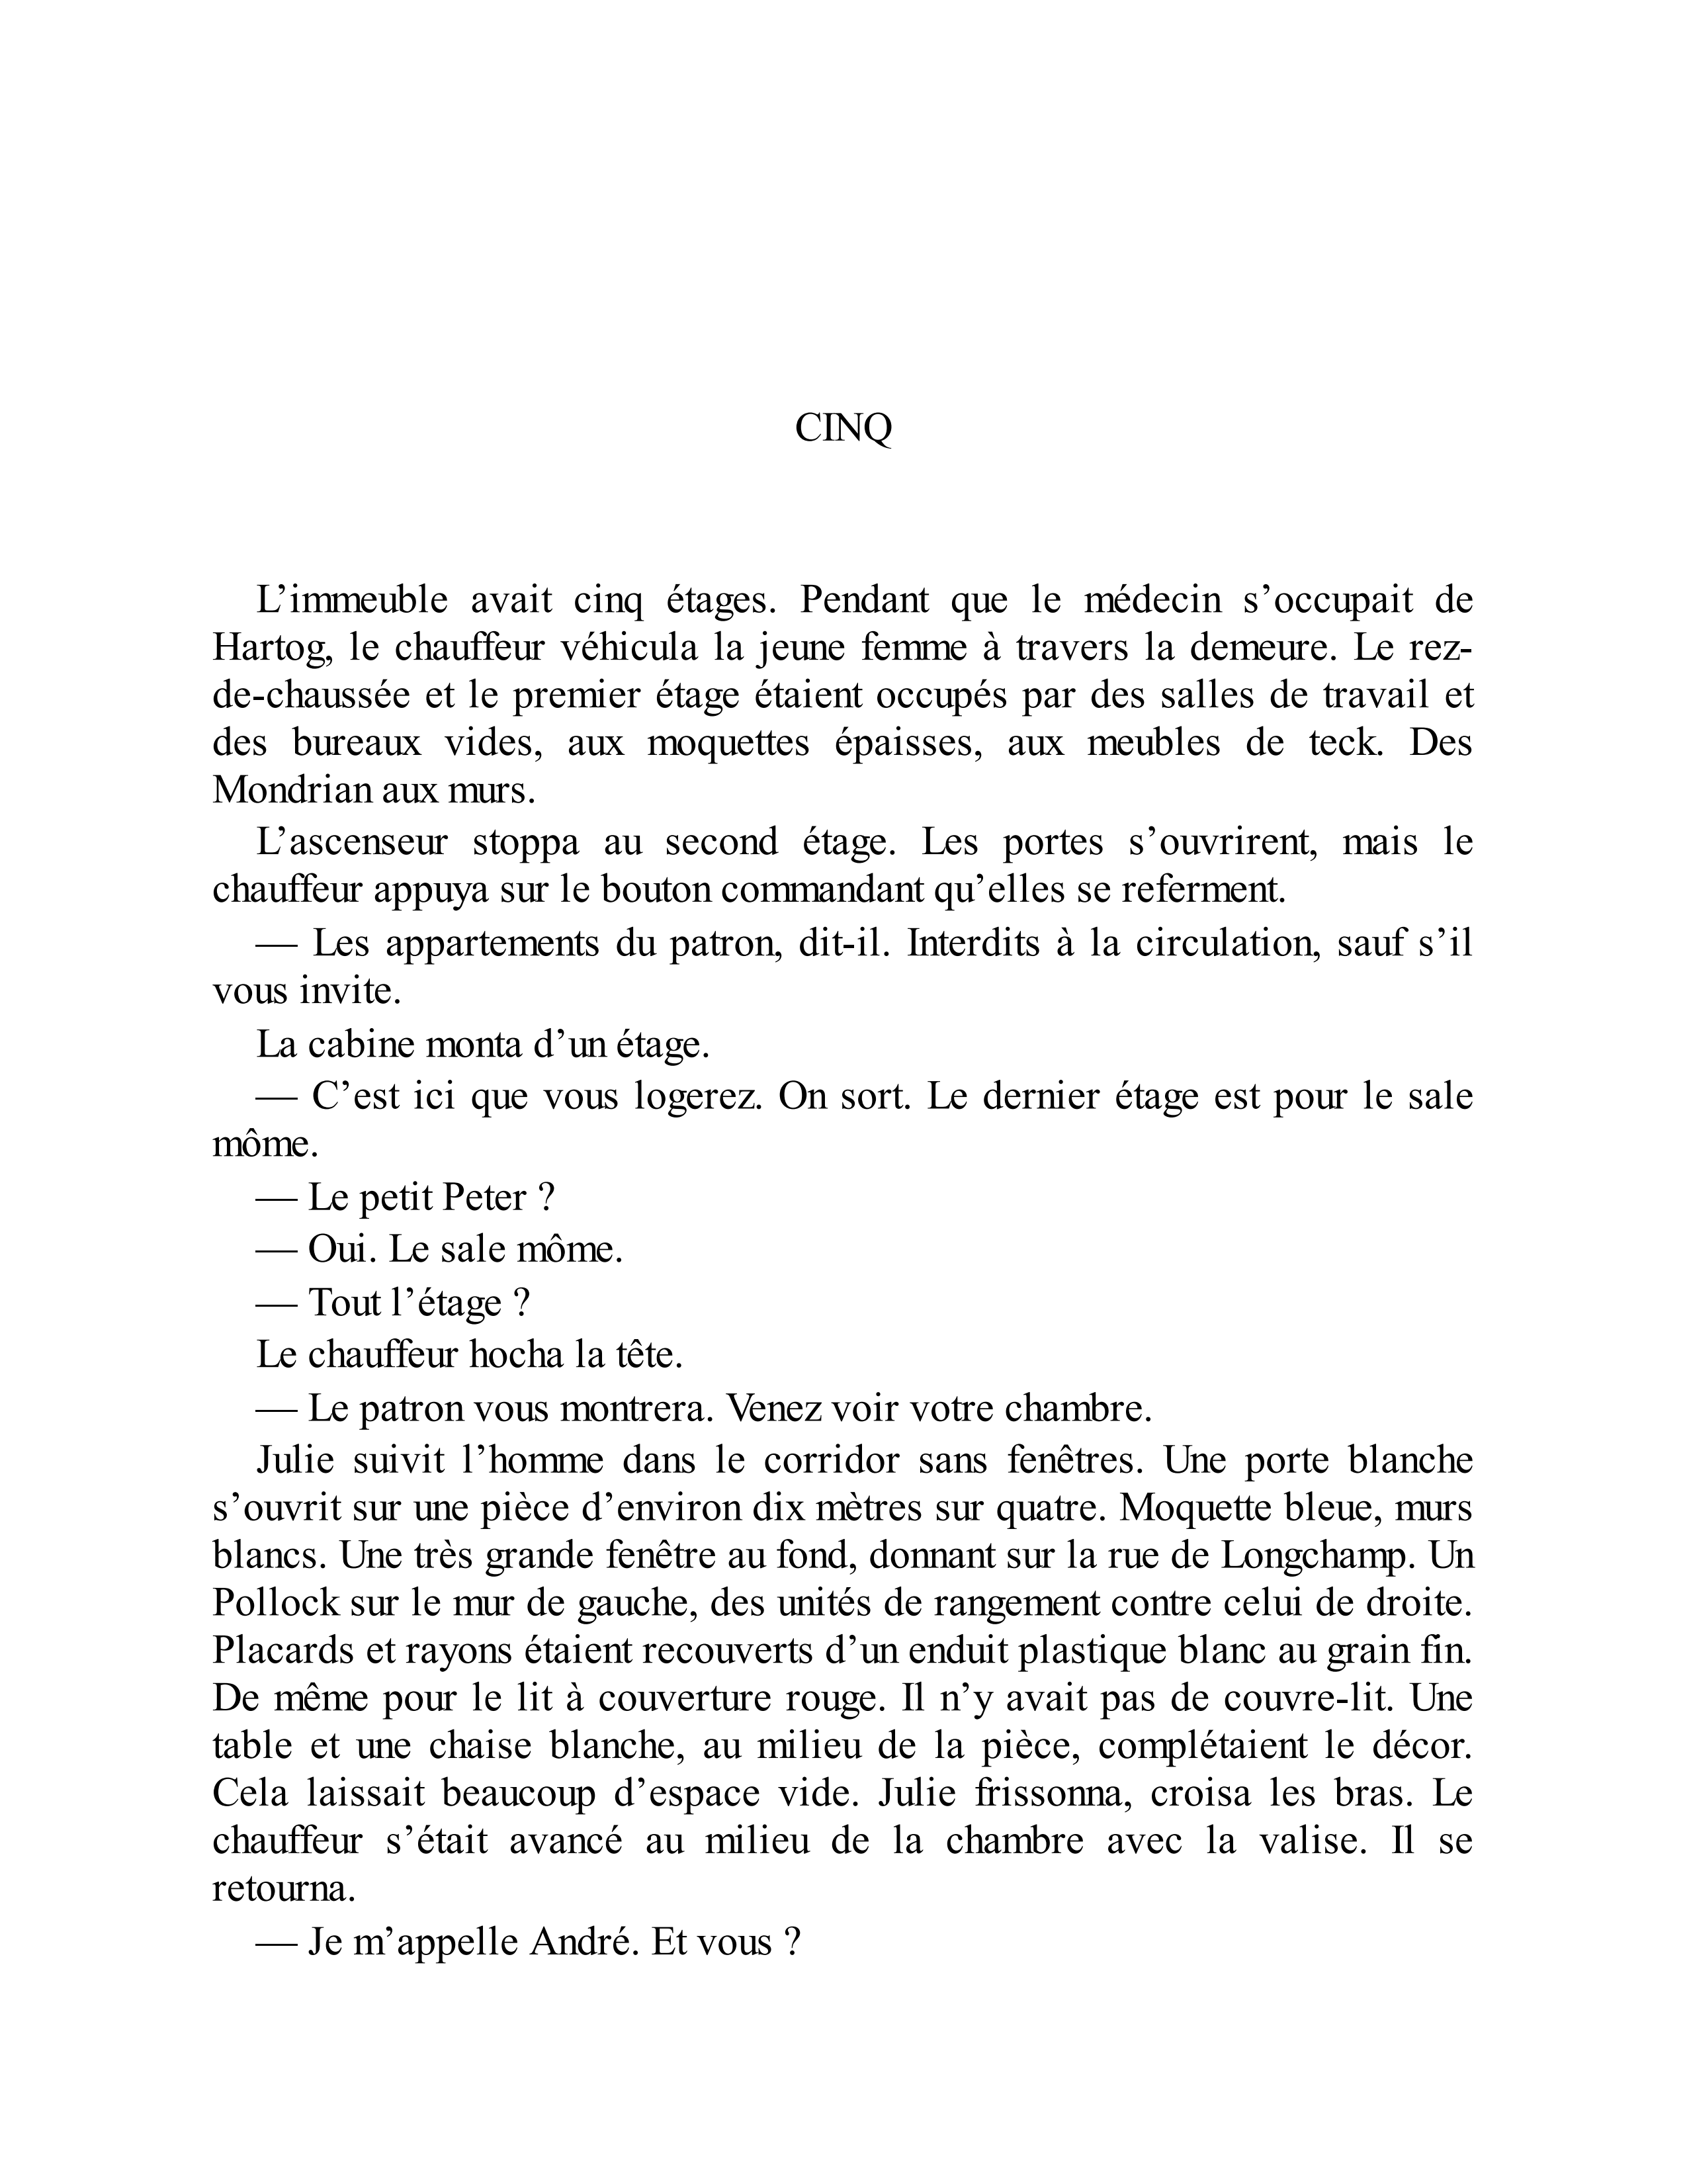 CINQ
L’immeuble avait cinq étages. Pendant que le médecin s’occupait de
Hartog, le chauffeur véhicula la jeune femme à travers la demeure. Le rez-
de-chaussée et le premier étage étaient occupés par des salles de travail et
des bureaux vides, aux moquettes épaisses, aux meubles de teck. Des
Mondrian aux murs.
L’ascenseur stoppa au second étage. Les portes s’ouvrirent, mais le
chauffeur appuya sur le bouton commandant qu’elles se referment.
— Les appartements du patron, dit-il. Interdits à la circulation, sauf s’il
vous invite.
La cabine monta d’un étage.
— C’est ici que vous logerez. On sort. Le dernier étage est pour le sale
môme.
— Le petit Peter ?
— Oui. Le sale môme.
— Tout l’étage ?
Le chauffeur hocha la tête.
— Le patron vous montrera. Venez voir votre chambre.
Julie suivit l’homme dans le corridor sans fenêtres. Une porte blanche
s’ouvrit sur une pièce d’environ dix mètres sur quatre. Moquette bleue, murs
blancs. Une très grande fenêtre au fond, donnant sur la rue de Longchamp. Un
Pollock sur le mur de gauche, des unités de rangement contre celui de droite.
Placards et rayons étaient recouverts d’un enduit plastique blanc au grain fin.
De même pour le lit à couverture rouge. Il n’y avait pas de couvre-lit. Une
table et une chaise blanche, au milieu de la pièce, complétaient le décor.
Cela laissait beaucoup d’espace vide. Julie frissonna, croisa les bras. Le
chauffeur s’était avancé au milieu de la chambre avec la valise. Il se
retourna.
— Je m’appelle André. Et vous ?